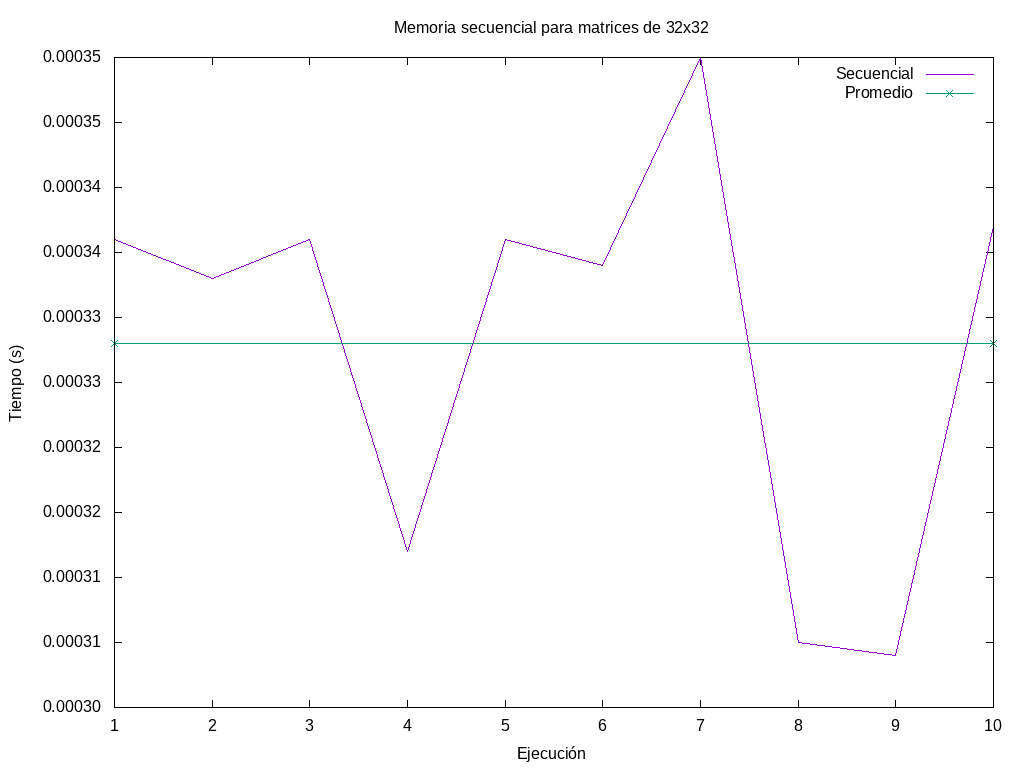 Memoria secuencial para matrices de 32x32
Secuencial
Promedio
0.00035
0.00035
0.00034
0.00034
0.00033
0.00033
0.00032
0.00032
0.00031
0.00031
0.00030
Tiempo (s)
1 2 3 4 5 6 7 8 9 10
Ejecución